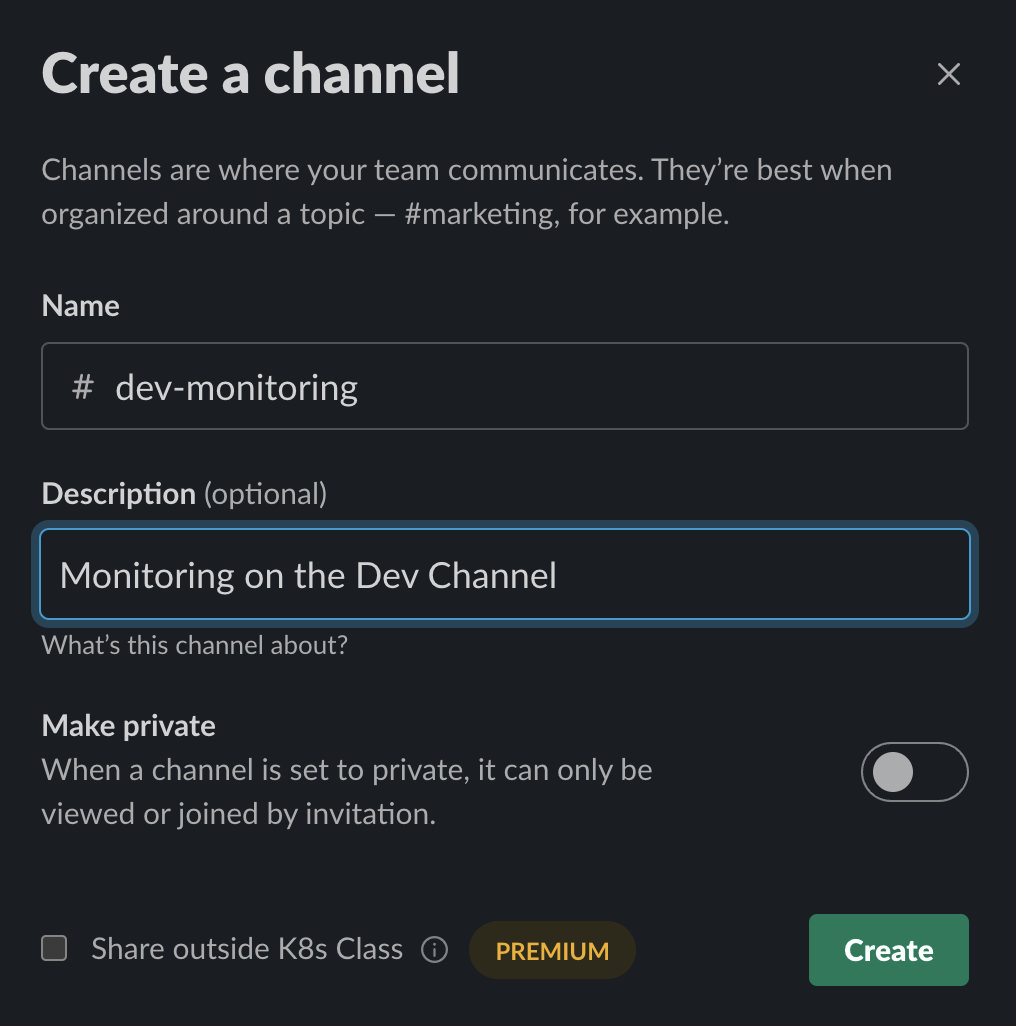 Create a channel
Channels are where your team communicates. They’re best when
organized around a topic — #marketing, for example.
Name
# dev-monitoring
Description (optional)
Monitoring on the Dev Channel
What’s this channel about?
Make private
When a channel is set to private, it can only be
viewed or joined by invitation.
Share outside K8s Class PREMIUM
Create